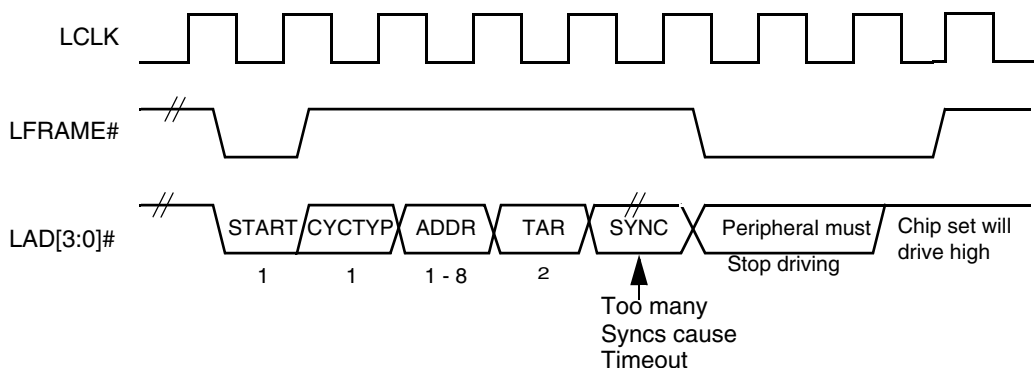 LCLK
LFRAME#
LAD[3:0]#
START
CYCTYP
ADDR
TAR
SYNC
Peripheral must
Stop driving
Chip set will
drive high
1
1
1 - 8
2
Too many
Syncs cause
Timeout